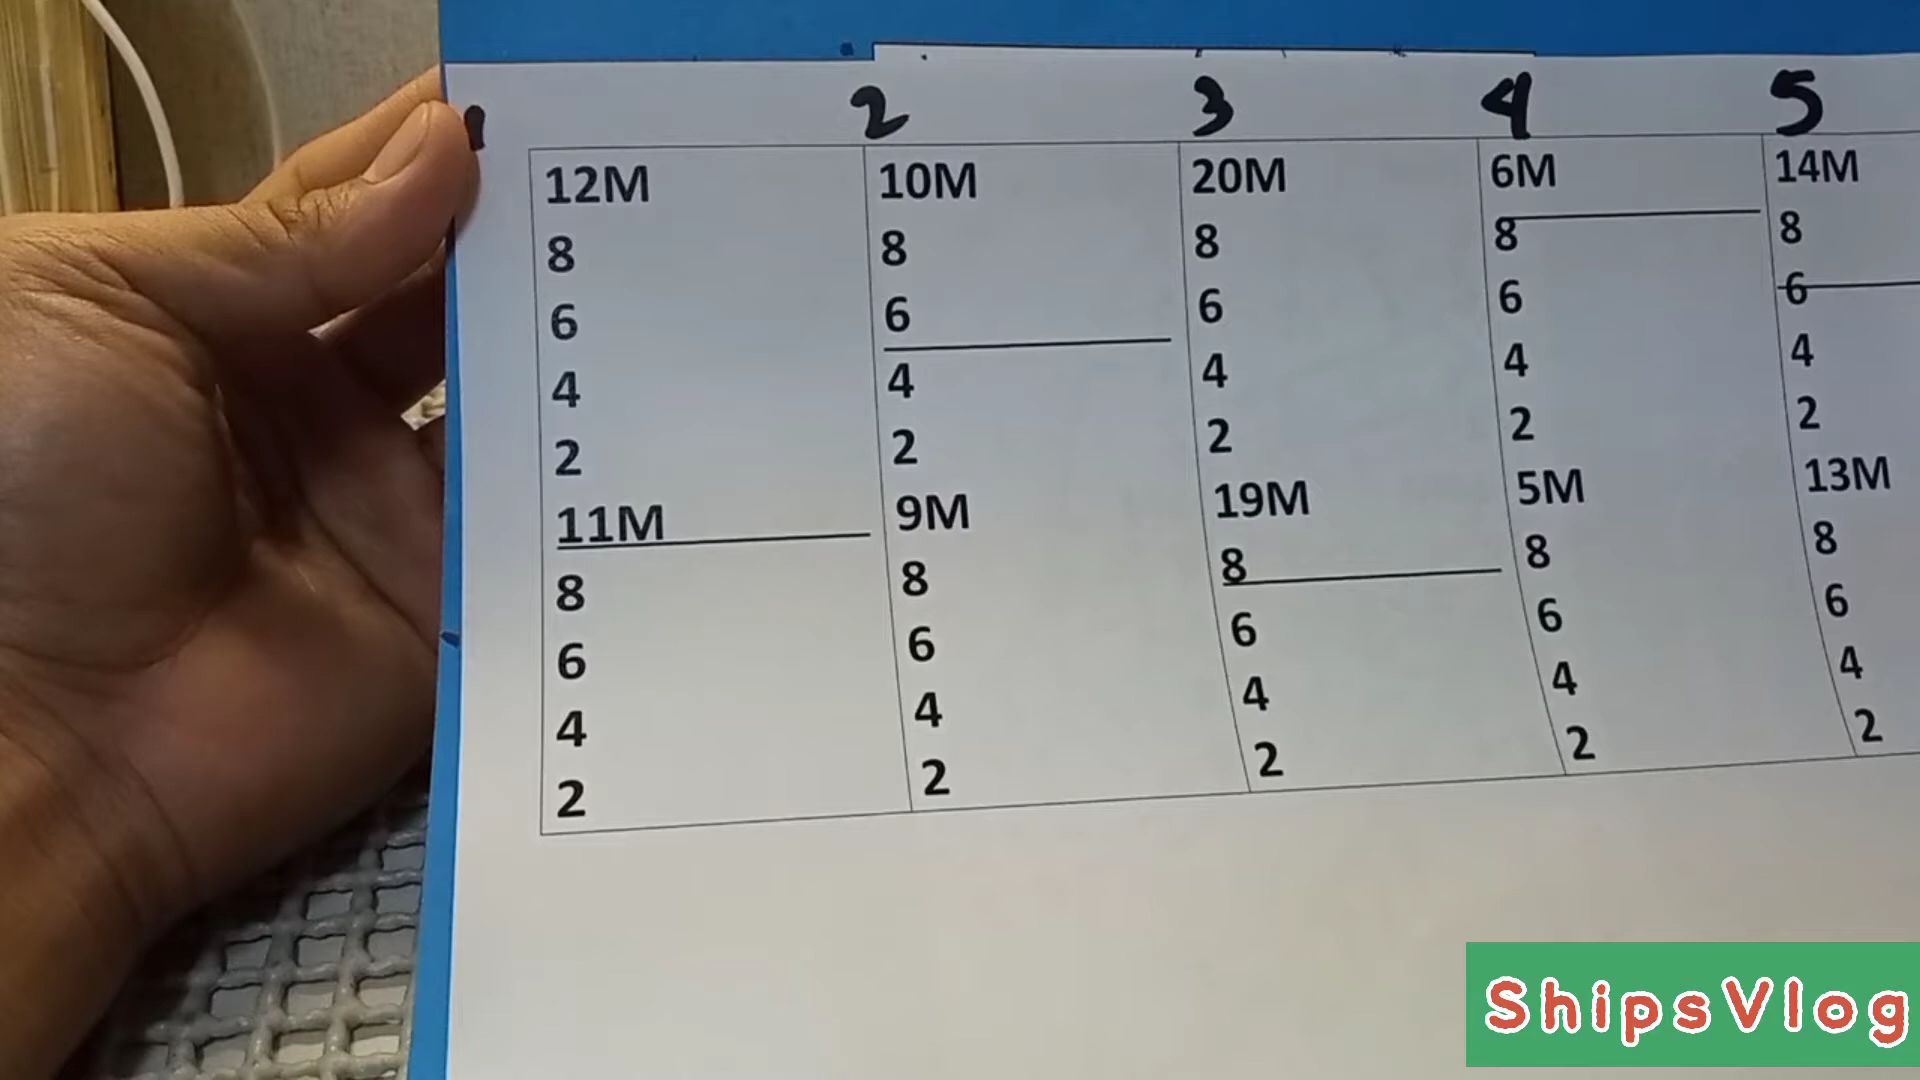 1 2 3 4 5
12M 10M 20M 6M 14M
8 8 8 8 8
6 6 6 6 6
4 4 4 4 4
2 2 2 2 2
11M 9M 19M 5M 13M
8 8 8 8 8
6 6 6 6 6
4 4 4 4 4
2 2 2 2 2
ShipsVlog